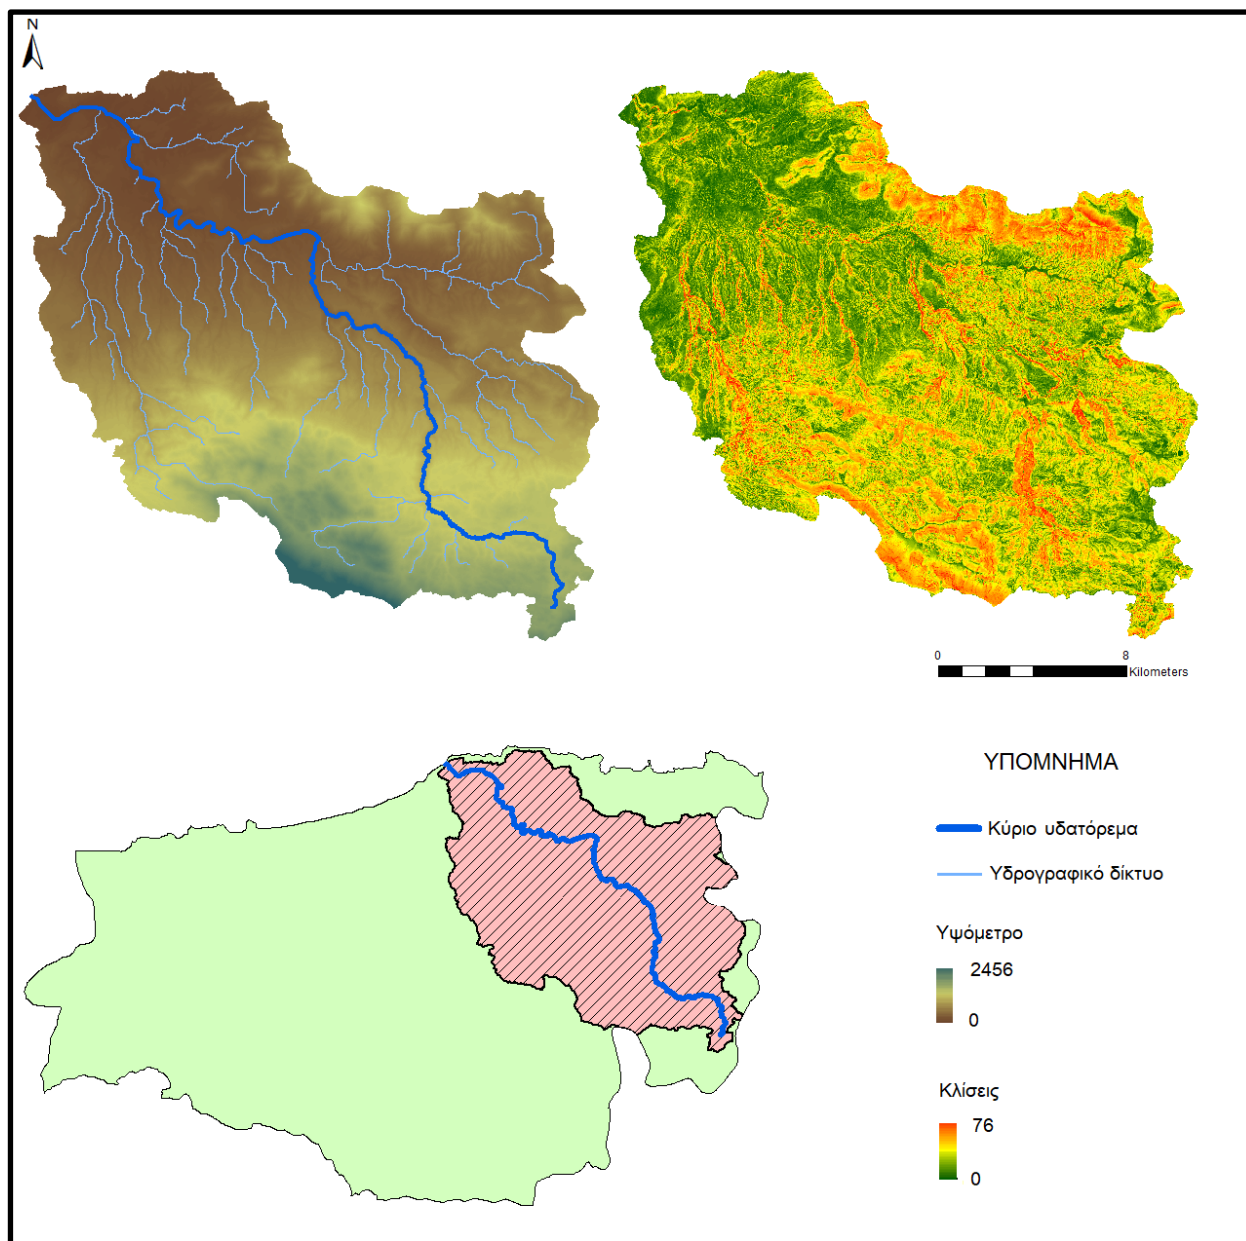 N
0 8
Kilometers
ΥΠΟΜΝΗΜΑ
Κύριο υδατόρεμα
Υδρογραφικό δίκτυο
Υψόμετρο
2456
0
Κλίσεις
76
0